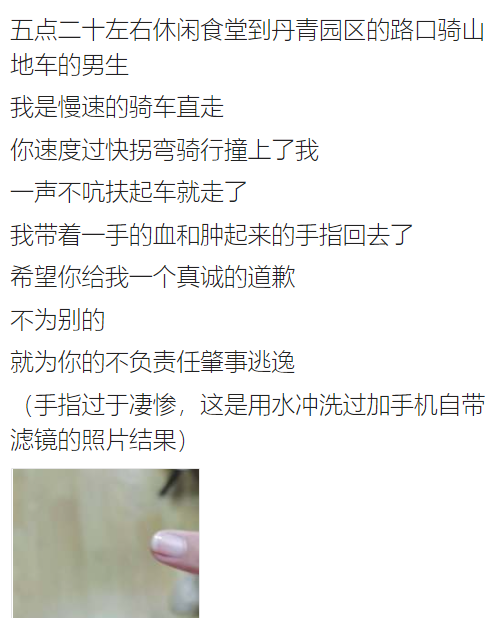 五点二十左右休闲食堂到丹青园区的路口骑山
地车的男生
我是慢速的骑车直走
你速度过快拐弯骑行撞上了我
一声不吭扶起车就走了
我带着一手的血和肿起来的手指回去了
希望你给我一个真诚的道歉
不为别的
就为你的不负责任肇事逃逸
（手指过于凄惨，这是用水冲洗过加手机自带
滤镜的照片结果）